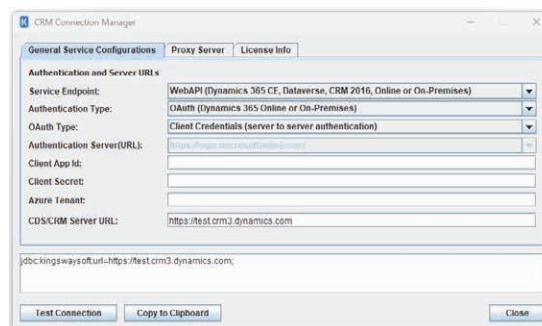 CRM Connection Manager
General Service Configurations Proxy Server License Info
Authentication and Server URLs
Service Endpoint: WebAPI (Dynamics 365 CE, Dataverse, CRM 2016, Online or On-Premises)
Authentication Type: OAuth (Dynamics 365 Online or On-Premises)
OAuth Type: Client Credentials (server to server authentication)
Authentication Server(URL): https://login.microsoftonline.com/
Client App Id:
Client Secret:
Azure Tenant:
CDS/CRM Server URL: https://test.crm3.dynamics.com
jdbc:kingswaysoft:url=https://test.crm3.dynamics.com;
Test Connection Copy to Clipboard Close